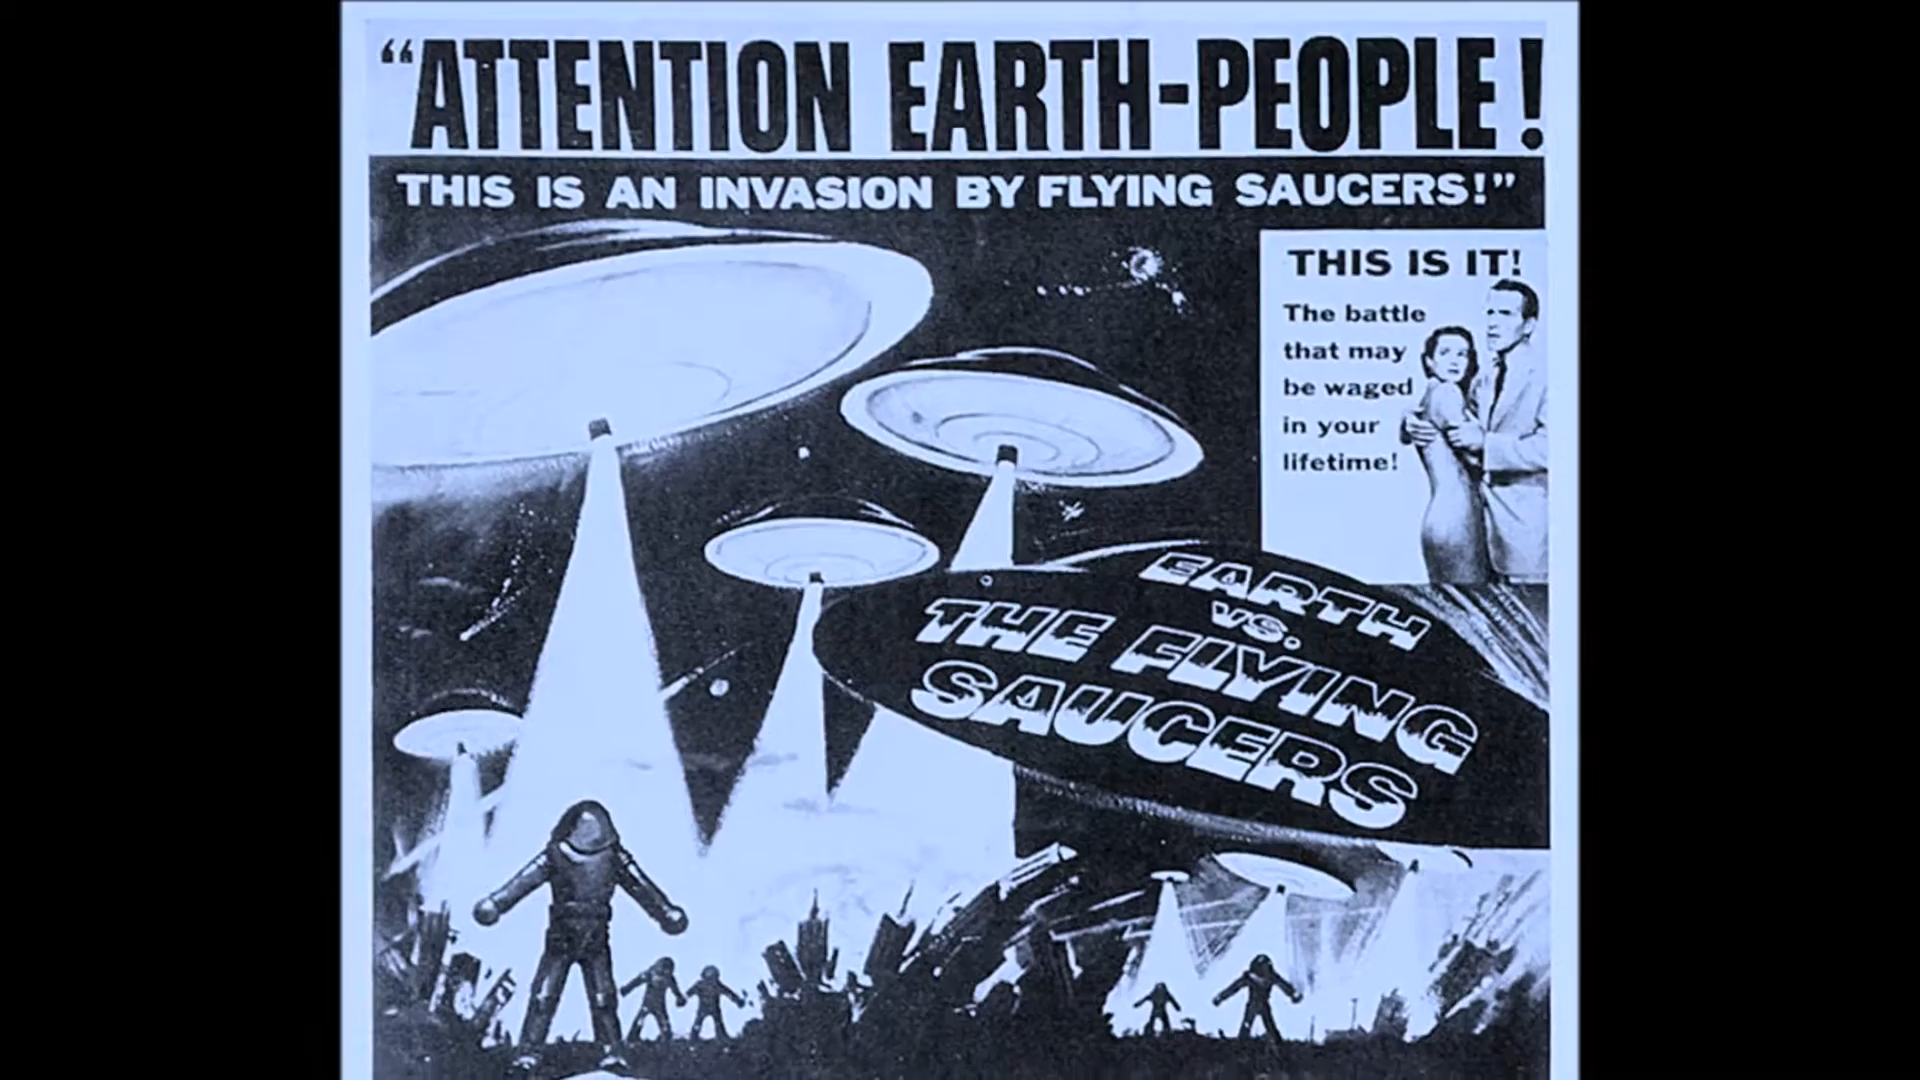 “ATTENTION EARTH-PEOPLE!
THIS IS AN INVASION BY FLYING SAUCERS!”
THIS IS IT!
The battle
that may
be waged
in your
lifetime!
EARTH
VS.
THE FLYING
SAUCERS